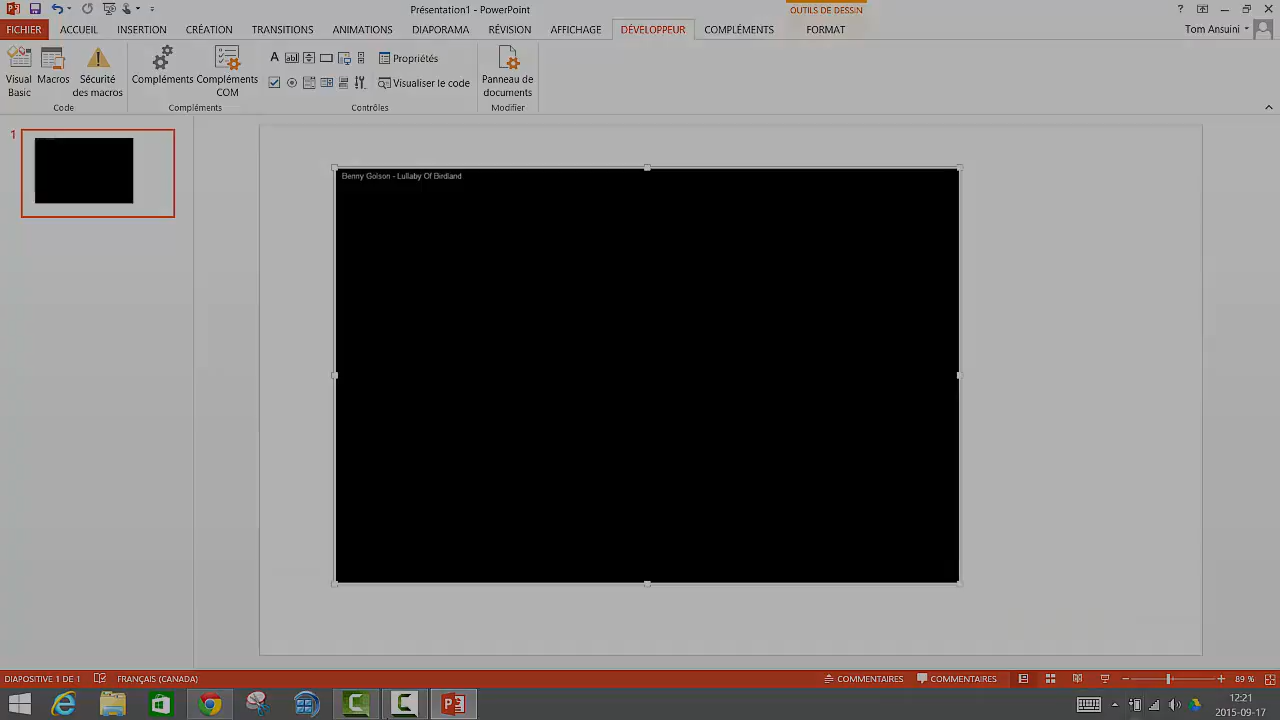 Présentation1 - PowerPoint
OUTILS DE DESSIN
?
FICHIER ACCUEIL INSERTION CRÉATION TRANSITIONS ANIMATIONS DIAPORAMA RÉVISION AFFICHAGE DÉVELOPPEUR COMPLÉMENTS FORMAT
Tom Ansuini
Visual Basic
Macros
Sécurité des macros
Code
Compléments
Compléments COM
Compléments
A
Propriétés
Visualiser le code
Contrôles
Panneau de documents
Modifier
1
Benny Golson - Lullaby Of Birdland
DIAPOSITIVE 1 DE 1
FRANÇAIS (CANADA)
COMMENTAIRES
COMMENTAIRES
89 %
12:21
2015-09-17